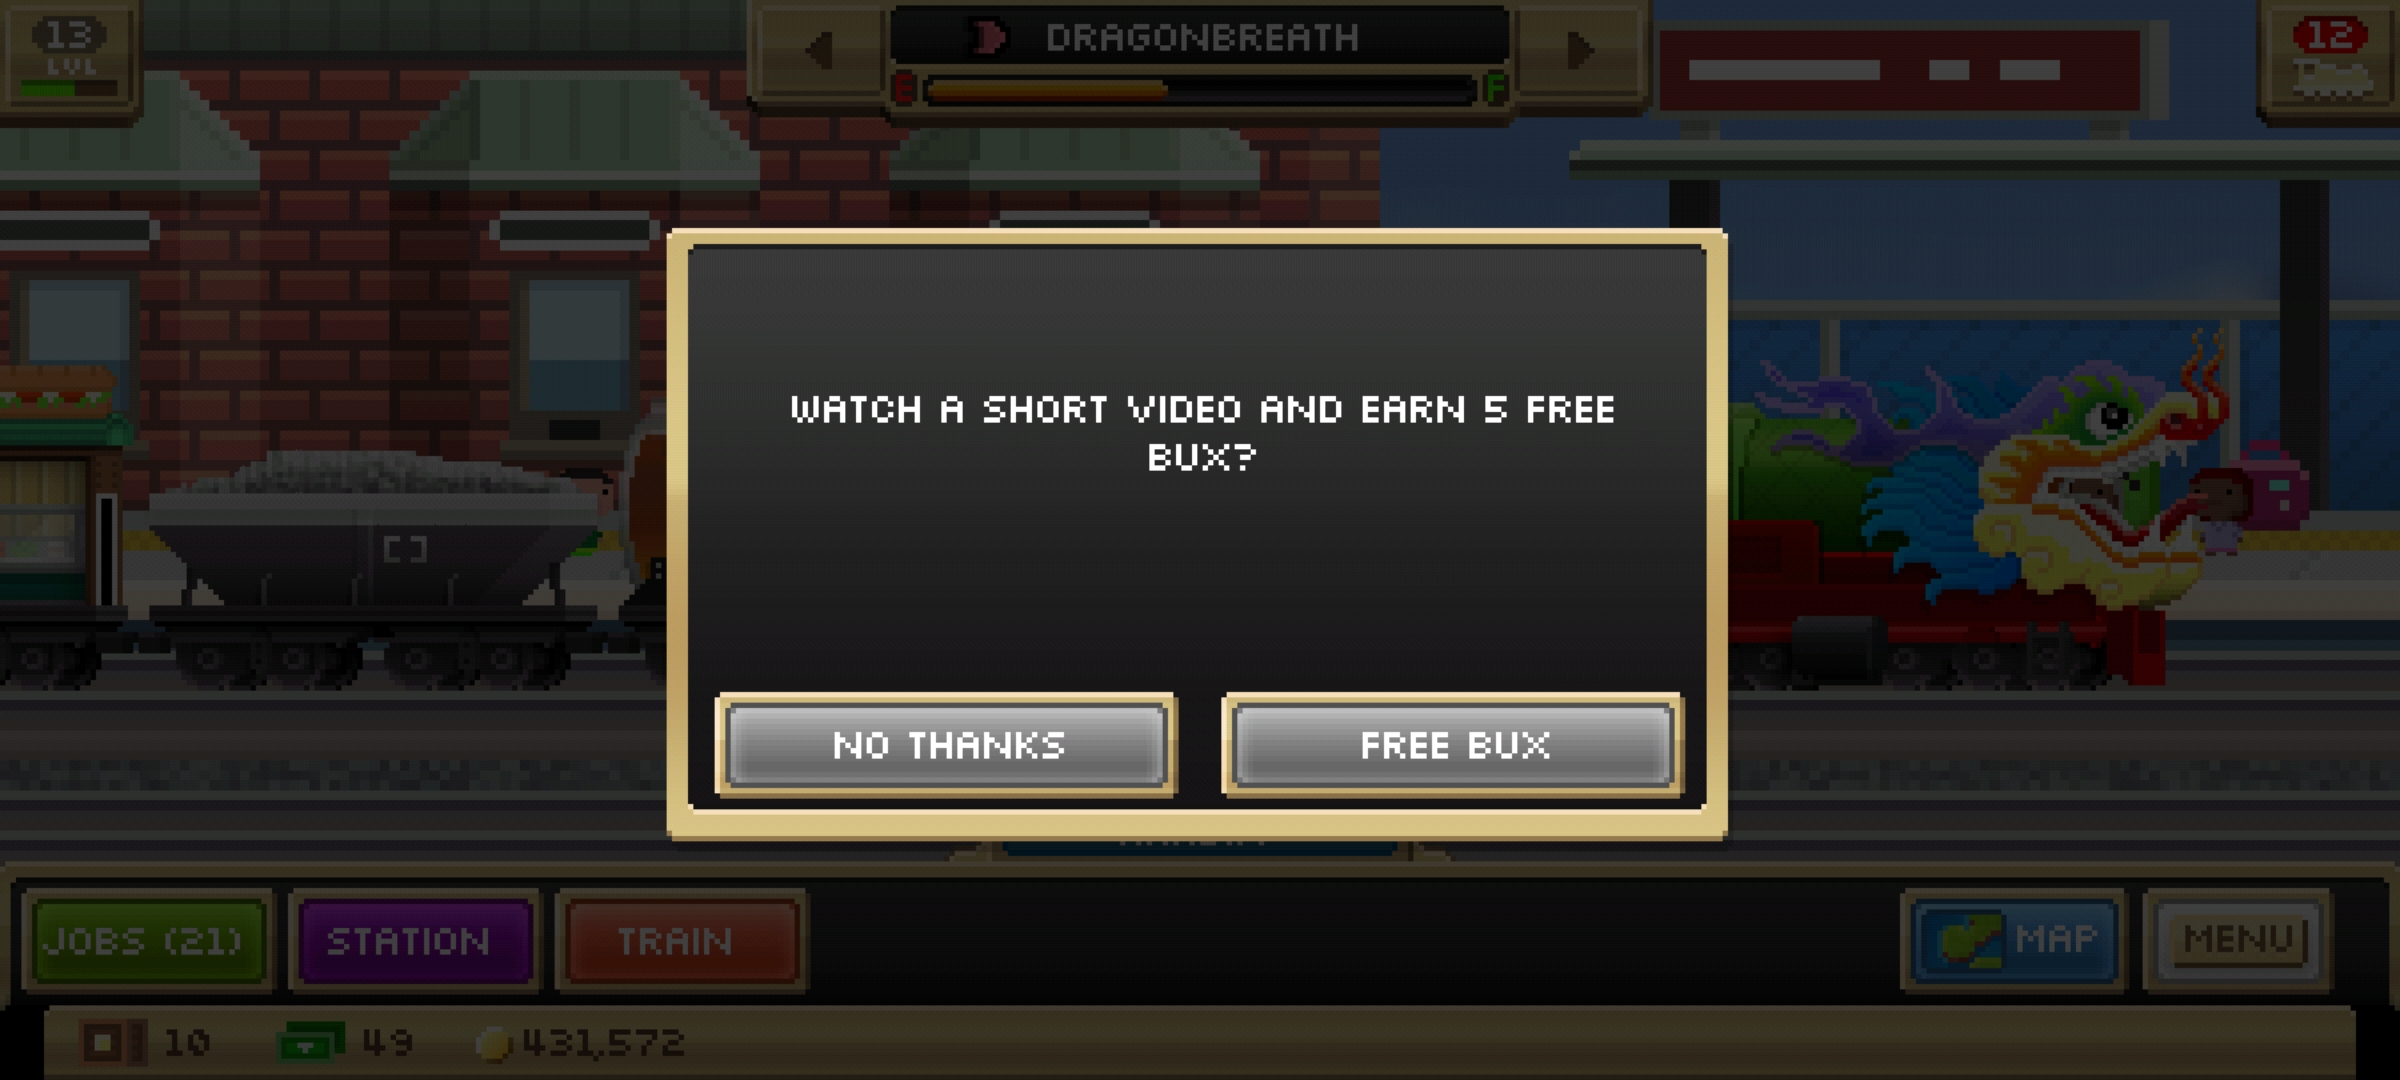 13
LVL
DRAGONBREATH
E
F
12
WATCH A SHORT VIDEO AND EARN 5 FREE
BUX?
NO THANKS
FREE BUX
JOBS (21)
STATION
TRAIN
MAP
MENU
10
49
431,572